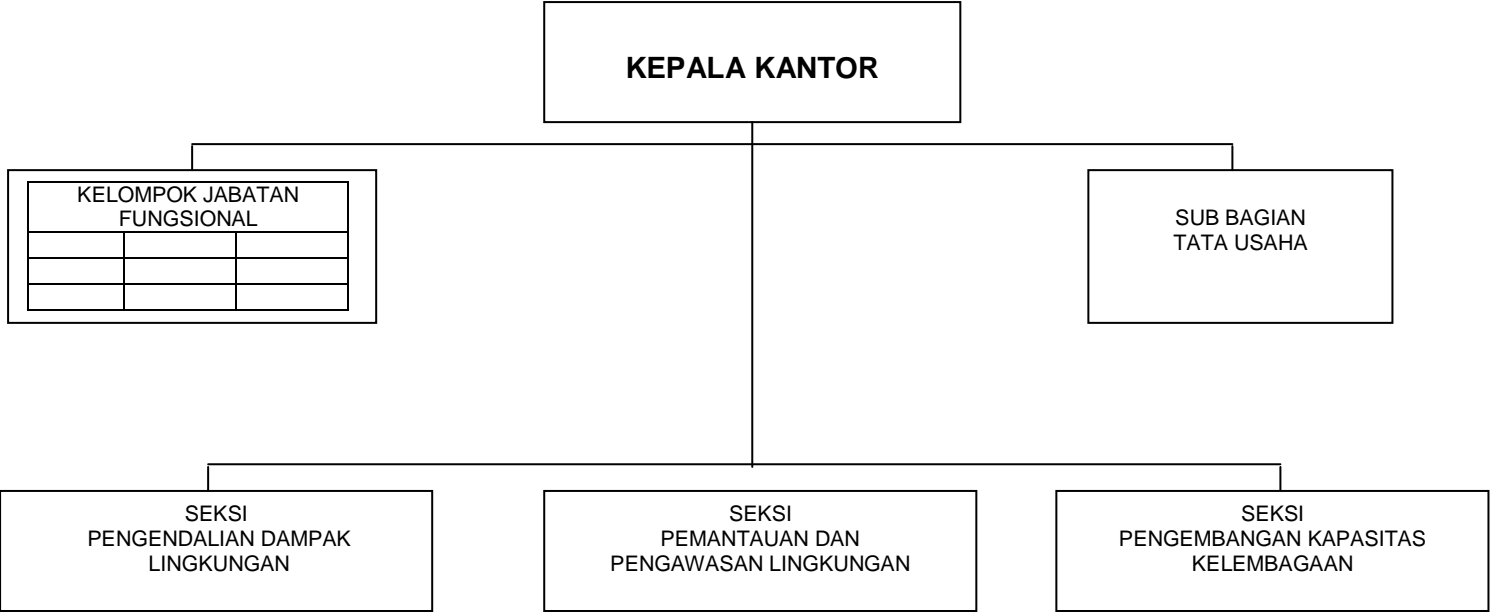 KEPALA KANTOR
KELOMPOK JABATAN
FUNGSIONAL
SUB BAGIAN
TATA USAHA
SEKSI
PENGENDALIAN DAMPAK
LINGKUNGAN
SEKSI
PEMANTAUAN DAN
PENGAWASAN LINGKUNGAN
SEKSI
PENGEMBANGAN KAPASITAS
KELEMBAGAAN